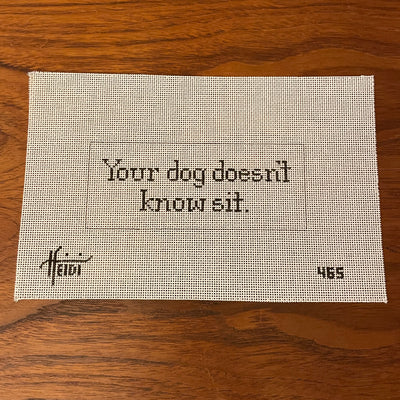 Your dog doesn't
know sit.
HEIDI
465